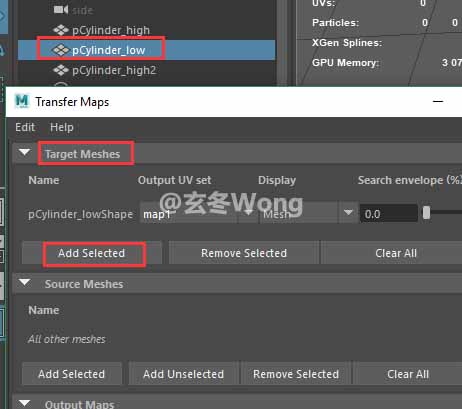 side
UVs: 0 0
pCylinder_high
Particles: 0 0
pCylinder_low
XGen Splines:
pCylinder_high2
GPU Memory: 3 07
Transfer Maps
Edit Help
Target Meshes
Name Output UV set Display Search envelope (%)
@玄冬Wong
pCylinder_lowShape map1 Mesh 0.0
Add Selected Remove Selected Clear All
Source Meshes
Name
All other meshes
Add Selected Add Unselected Remove Selected Clear All
Output Maps